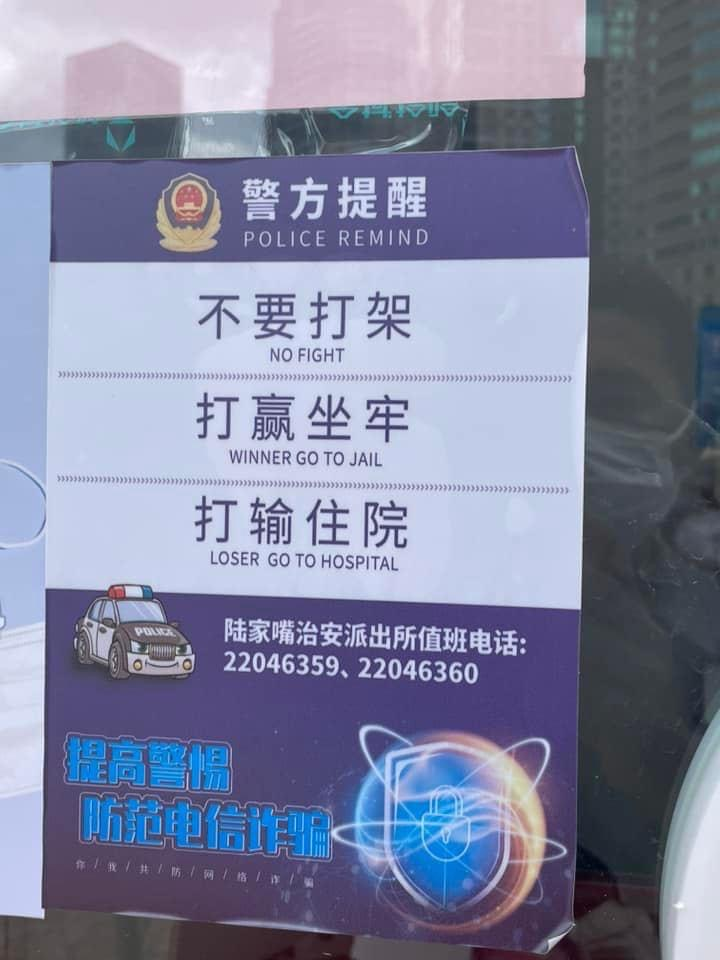 警方提醒
POLICE REMIND
不要打架
NO FIGHT
打赢坐牢
WINNER GO TO JAIL
打输住院
LOSER GO TO HOSPITAL
POLICE
陆家嘴治安派出所值班电话:
22046359、22046360
提高警惕
防范电信诈骗
你/我/共/防/网/络/诈/骗